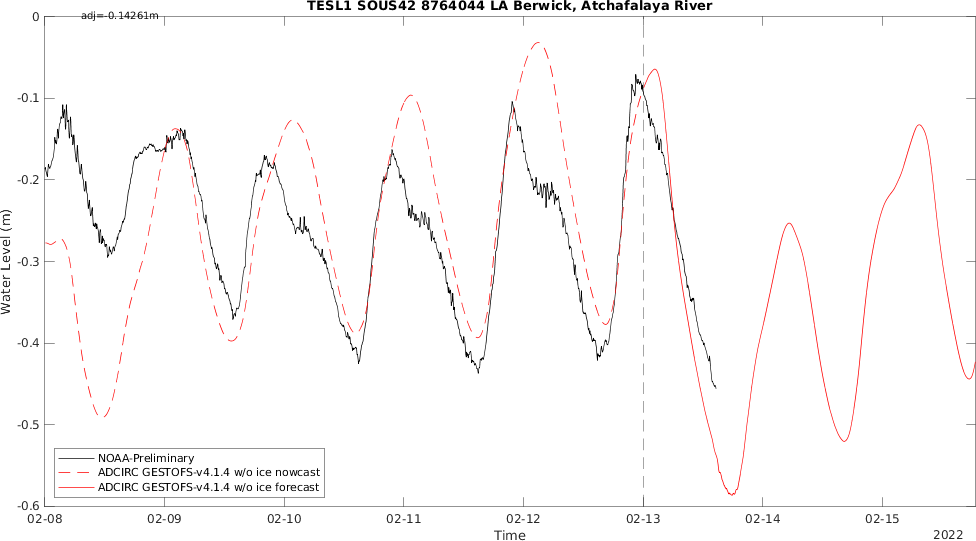 TESL1 SOUS42 8764044 LA Berwick, Atchafalaya River
adj=-0.14261m
0
-0.1
-0.2
-0.3
-0.4
-0.5
-0.6
Water Level (m)
NOAA-Preliminary
ADCIRC GESTOFS-v4.1.4 w/o ice nowcast
ADCIRC GESTOFS-v4.1.4 w/o ice forecast
02-08 02-09 02-10 02-11 02-12 02-13 02-14 02-15
Time
2022